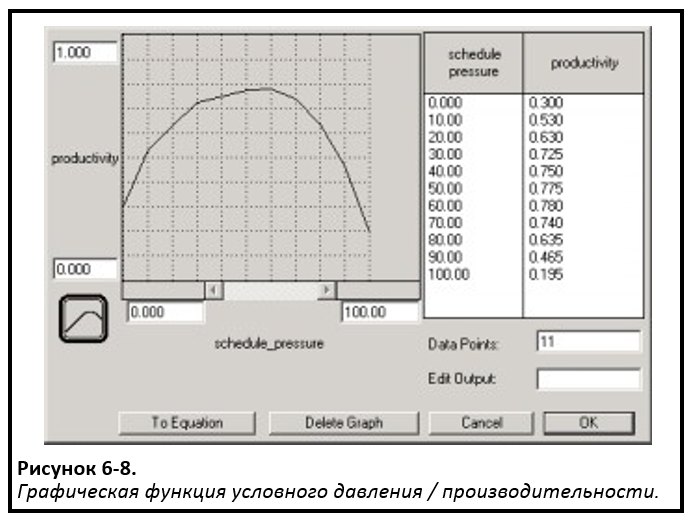 1.000
productivity
0.000
0.000
100.00
schedule_pressure
schedule pressure
productivity
0.000 0.300
10.00 0.530
20.00 0.630
30.00 0.725
40.00 0.750
50.00 0.775
60.00 0.780
70.00 0.740
80.00 0.635
90.00 0.465
100.00 0.195
Data Points: 11
Edit Output:
To Equation Delete Graph Cancel OK
Рисунок 6-8.
Графическая функция условного давления / производительности.